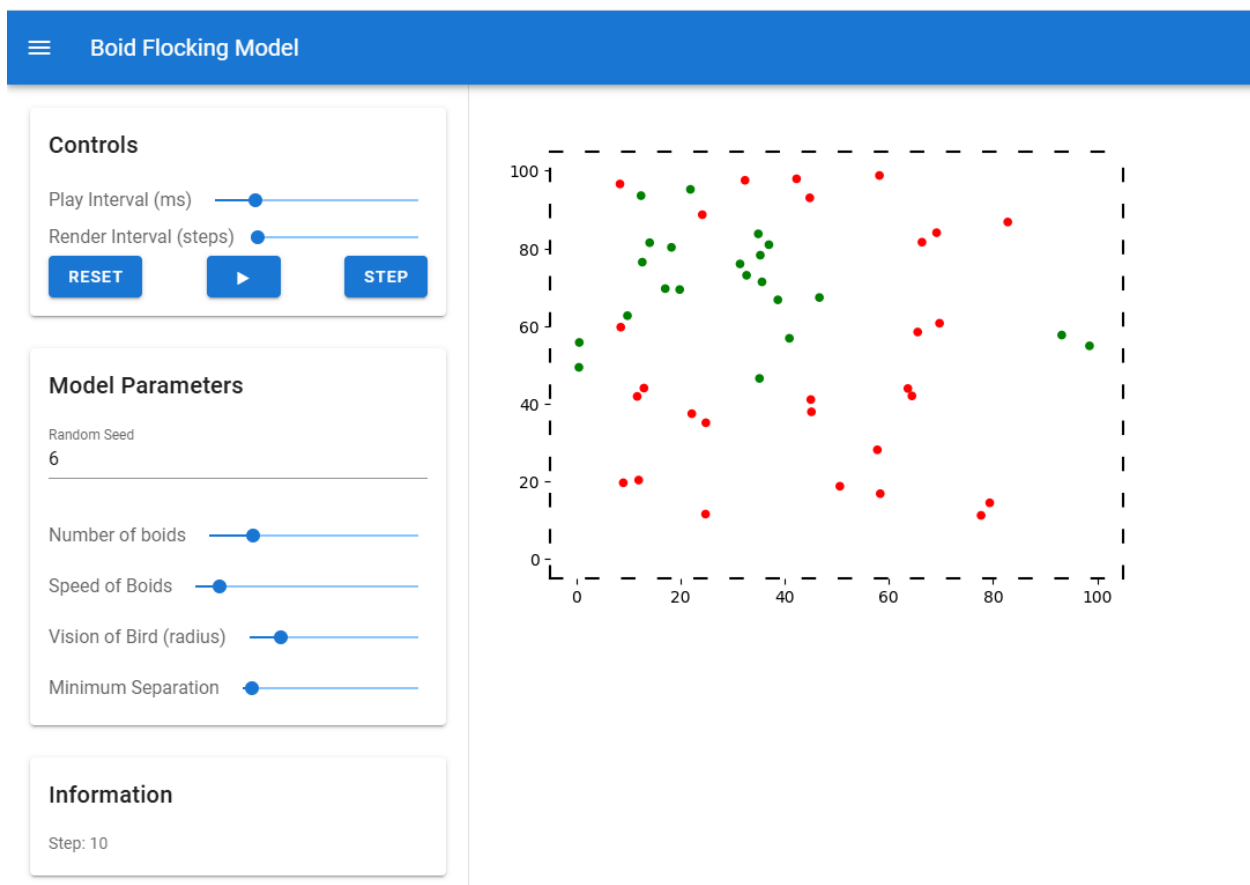 Boid Flocking Model
Controls
Play Interval (ms)
Render Interval (steps)
RESET
STEP
Model Parameters
Random Seed
6
Number of boids
Speed of Boids
Vision of Bird (radius)
Minimum Separation
Information
Step: 10
100
80
60
40
20
0
0 20 40 60 80 100